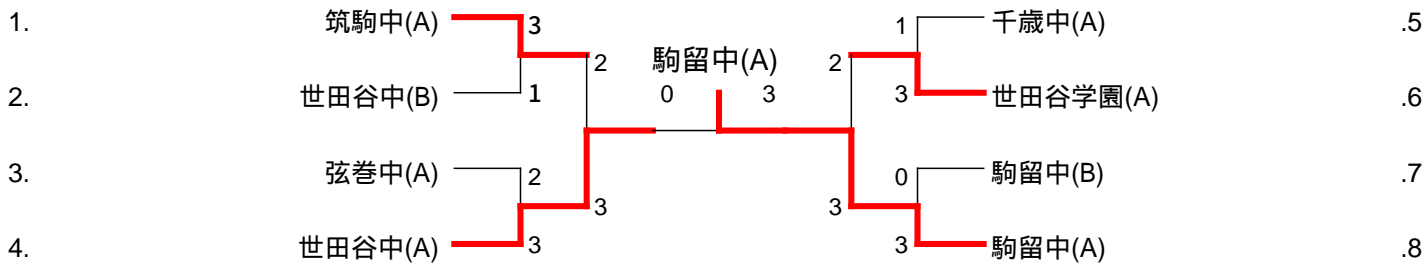 1. 筑駒中(A) 3 1 千歳中(A) .5
2 駒留中(A) 2
2. 世田谷中(B) 1 0 3 3 世田谷学園(A) .6
3. 弦巻中(A) 2 0 駒留中(B) .7
3 3
4. 世田谷中(A) 3 3 駒留中(A) .8